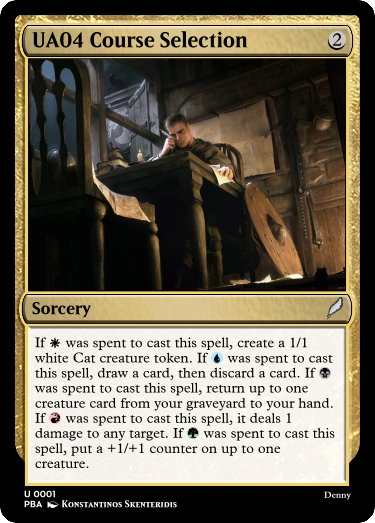 UA04 Course Selection 2
Sorcery
If was spent to cast this spell, create a 1/1
white Cat creature token. If was spent to cast
this spell, draw a card, then discard a card. If
was spent to cast this spell, return up to one
creature card from your graveyard to your hand.
If was spent to cast this spell, it deals 1
damage to any target. If was spent to cast this
spell, put a +1/+1 counter on up to one
creature.
U 0001
Denny
PBA KONSTANTINOS SKENTERIDIS